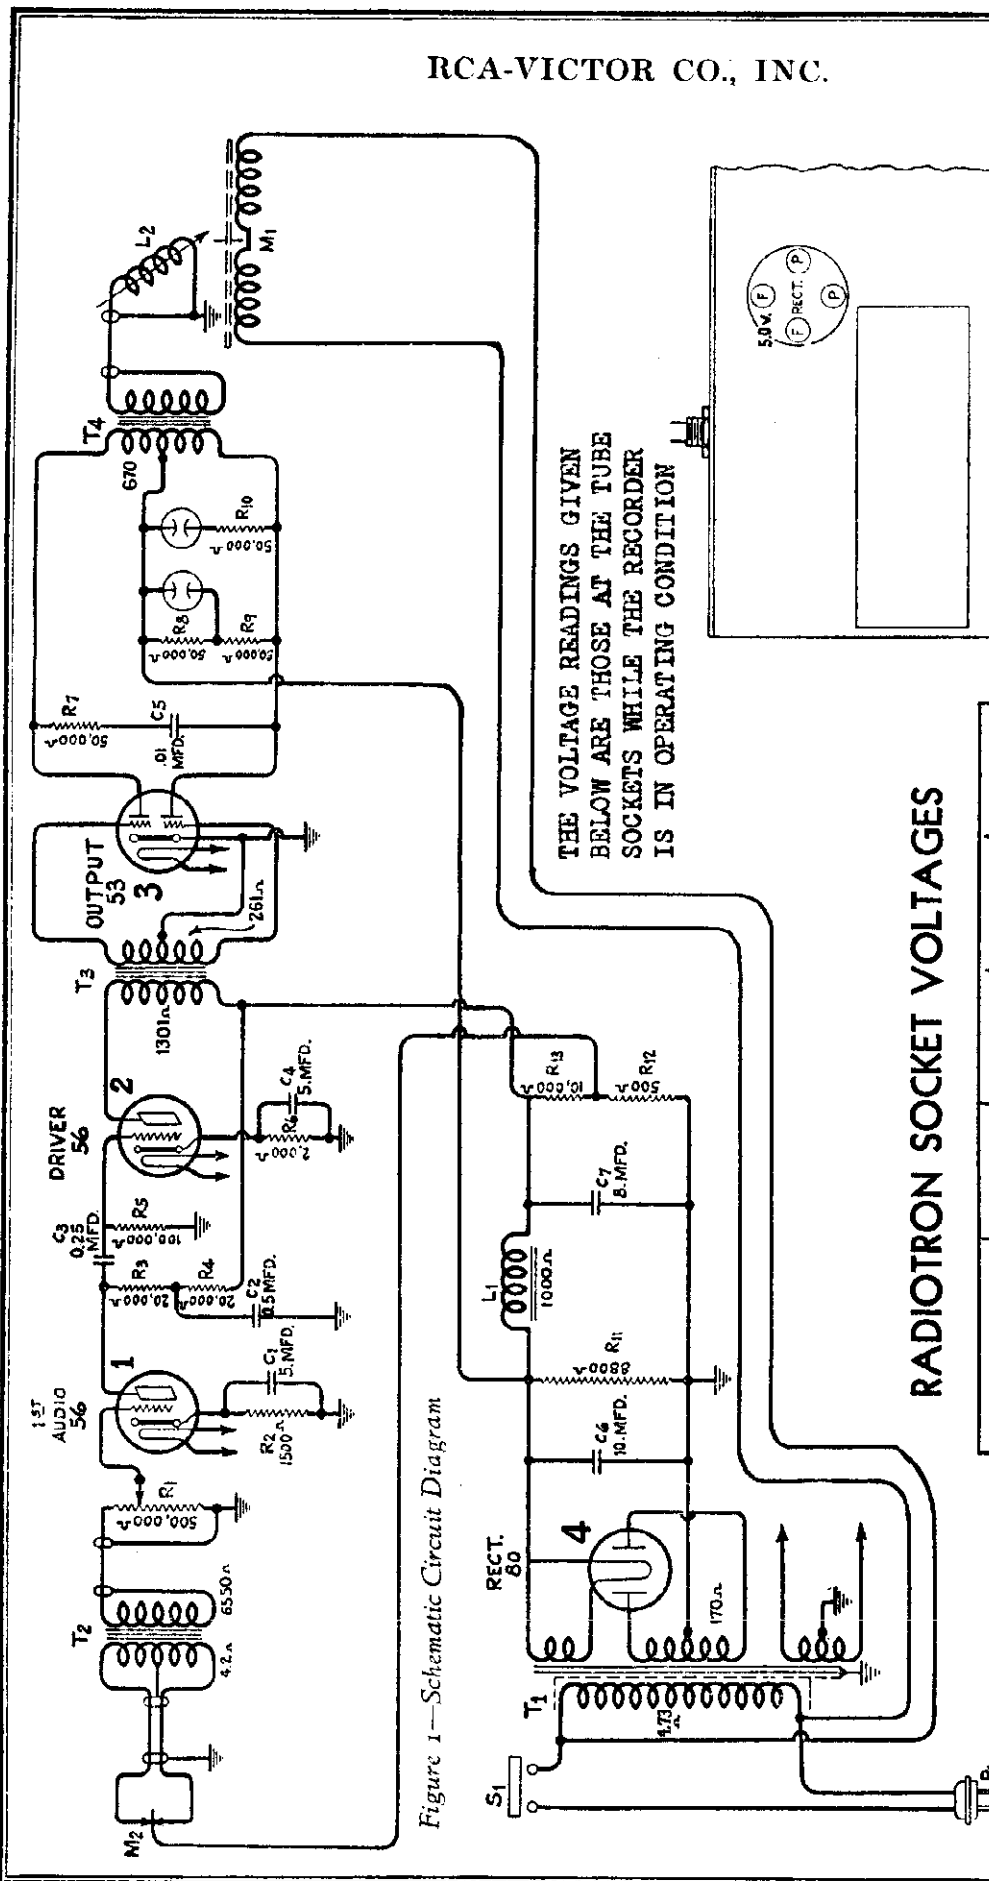 RCA-VICTOR CO., INC.
M2
T2
4.2Ω
6550Ω
R1
500,000Ω
1ST
AUDIO
56
1
R2
1500Ω
C1
5.MFD.
R3
20,000Ω
R4
20.000Ω
C2
0.5MFD.
C3
0.25
MFD.
R5
100,000Ω
DRIVER
56
2
R6
2,000Ω
C4
5.MFD.
T3
1301Ω
261Ω
OUTPUT
53
3
R7
50,000Ω
C5
.01
MFD.
R8
50,000Ω
R9
50,000Ω
R10
50,000Ω
T4
670
L2
M1
Figure 1—Schematic Circuit Diagram
S1
T1
4.73
Ω
170Ω
RECT.
80
4
C6
10.MFD.
R11
8800Ω
L1
1000Ω
C7
8.MFD.
R13
10,000Ω
R12
500Ω
THE VOLTAGE READINGS GIVEN
BELOW ARE THOSE AT THE TUBE
SOCKETS WHILE THE RECORDER
IS IN OPERATING CONDITION
5.0V.
F
F
RECT.
P
P
RADIOTRON SOCKET VOLTAGES